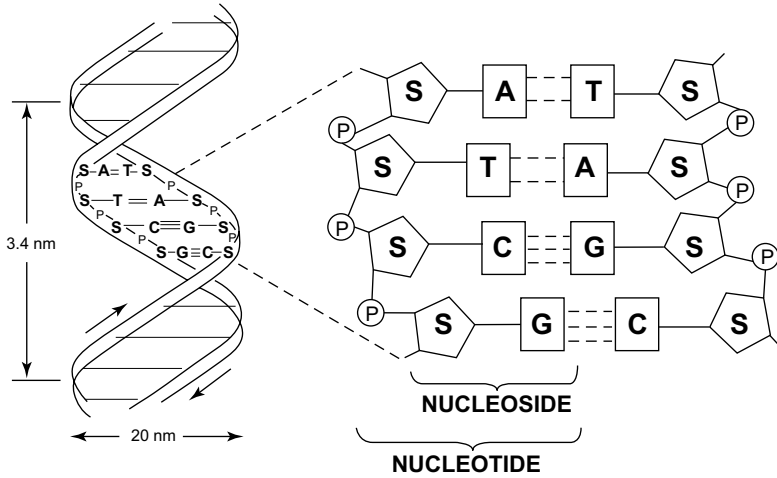 S A T S
P
P
S T A S
P
P
S C G S
P
P
S G C S
3.4 nm
20 nm
S A T S
P
P
S T A S
P
P
S C G S
P
P
S G C S
NUCLEOSIDE
NUCLEOTIDE